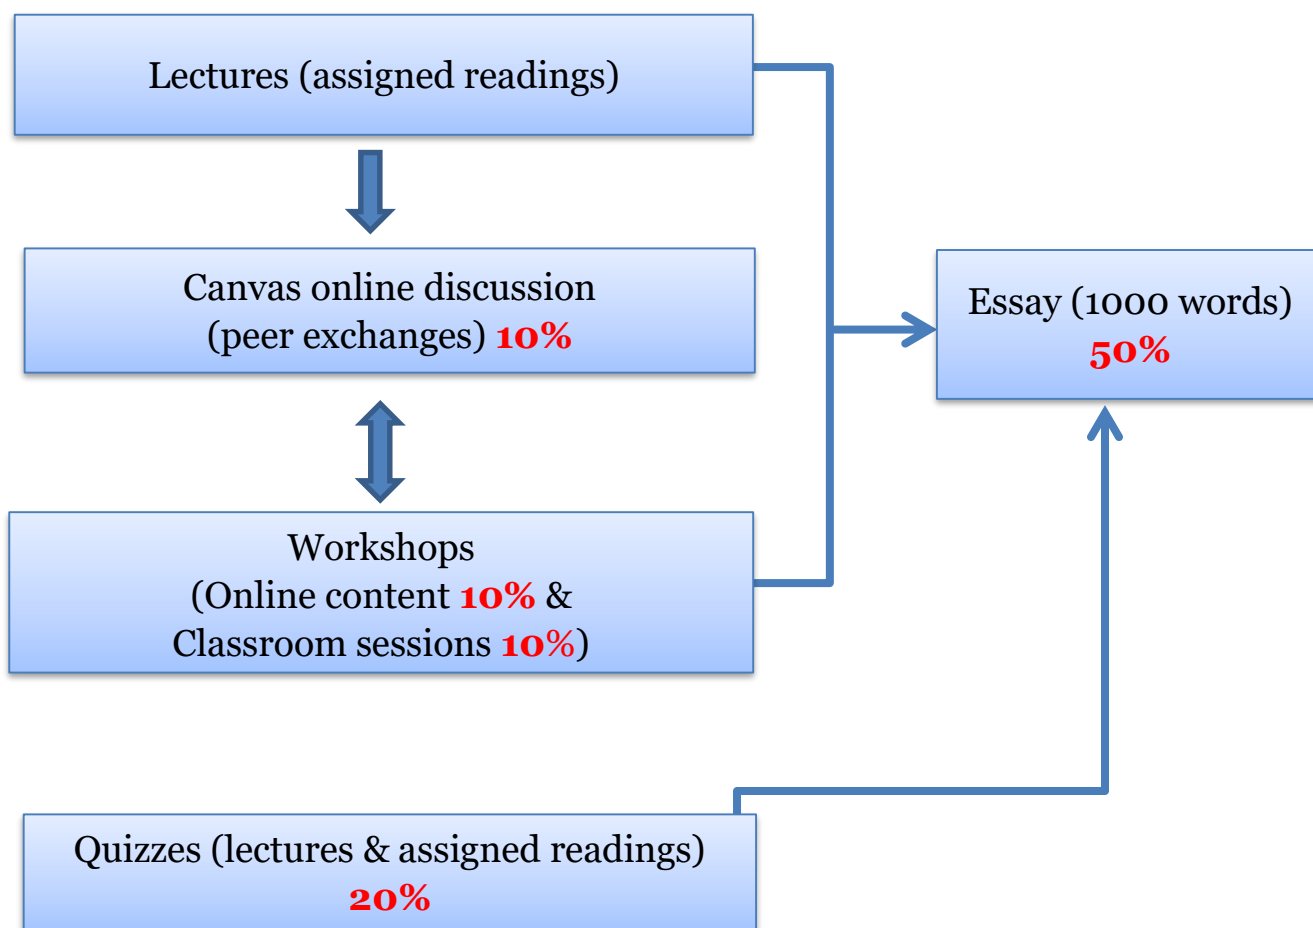 Lectures (assigned readings)
Canvas online discussion
(peer exchanges) 10%
Workshops
(Online content 10% &
Classroom sessions 10%)
Essay (1000 words)
50%
Quizzes (lectures & assigned readings)
20%